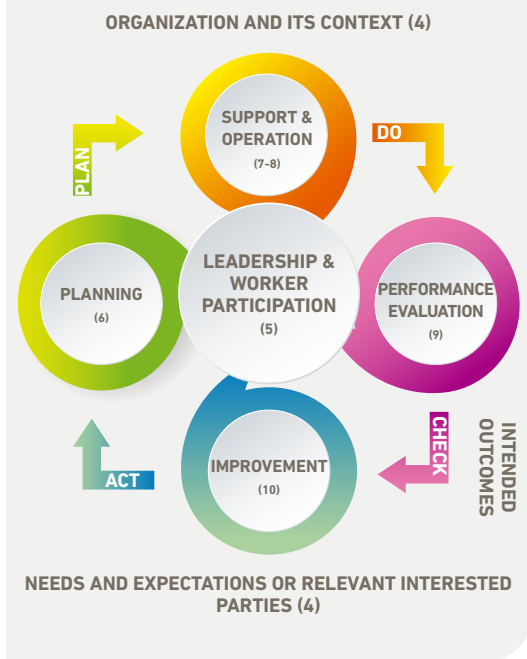 ORGANIZATION AND ITS CONTEXT (4)
SUPPORT &
OPERATION
(7-8)
PLAN
DO
LEADERSHIP &
WORKER
PARTICIPATION
(5)
PLANNING
(6)
PERFORMANCE
EVALUATION
(9)
IMPROVEMENT
(10)
ACT
CHECK
INTENDED
OUTCOMES
NEEDS AND EXPECTATIONS OR RELEVANT INTERESTED
PARTIES (4)